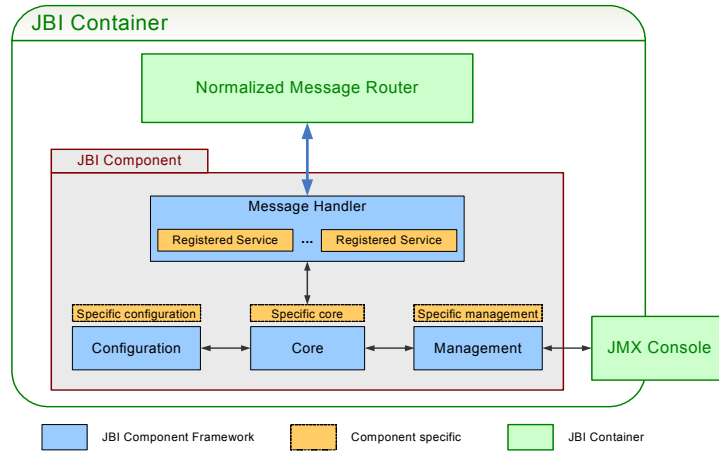 JBI Container
Normalized Message Router
JBI Component
Message Handler
Registered Service ... Registered Service
Specific configuration Specific core Specific management
Configuration Core Management JMX Console
JBI Component Framework Component specific JBI Container